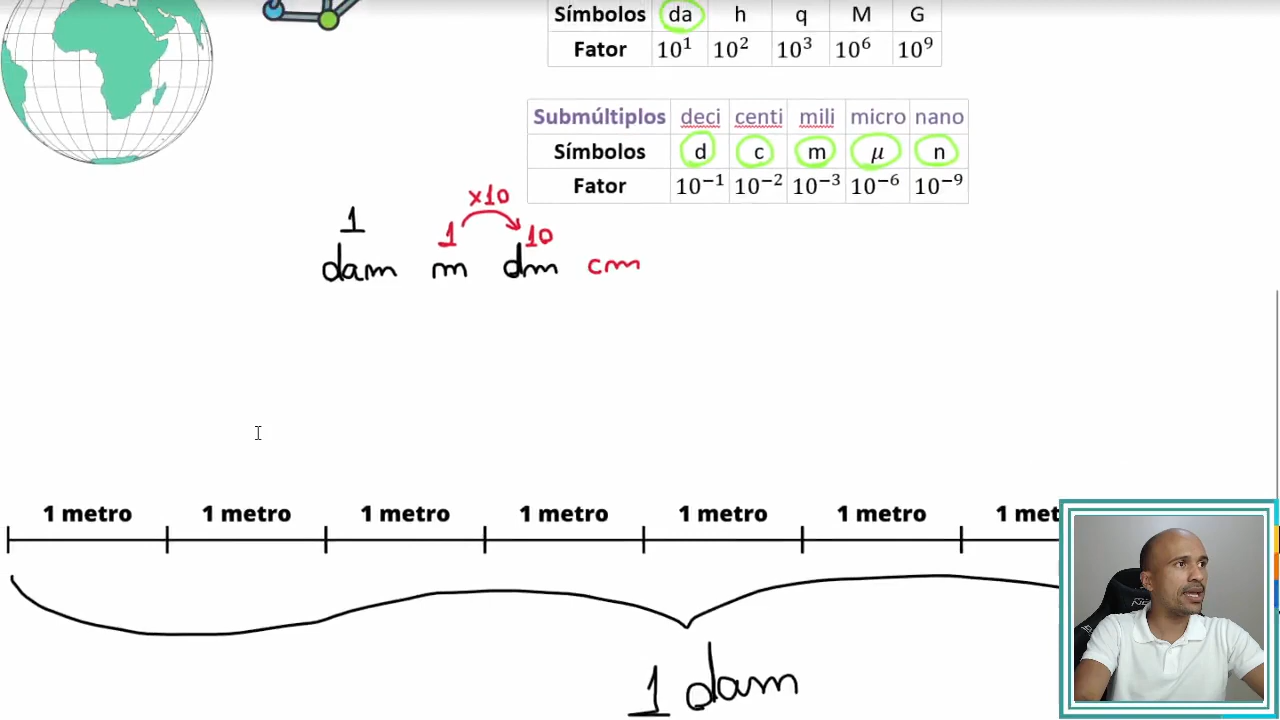 Símbolos da h q M G
Fator 10¹ 10² 10³ 10⁶ 10⁹
Submúltiplos deci centi mili micro nano
Símbolos d c m μ n
Fator 10⁻¹ 10⁻² 10⁻³ 10⁻⁶ 10⁻⁹
x10
1 1 10
dam m dm cm
1 metro 1 metro 1 metro 1 metro 1 metro 1 metro 1 met
1 dam